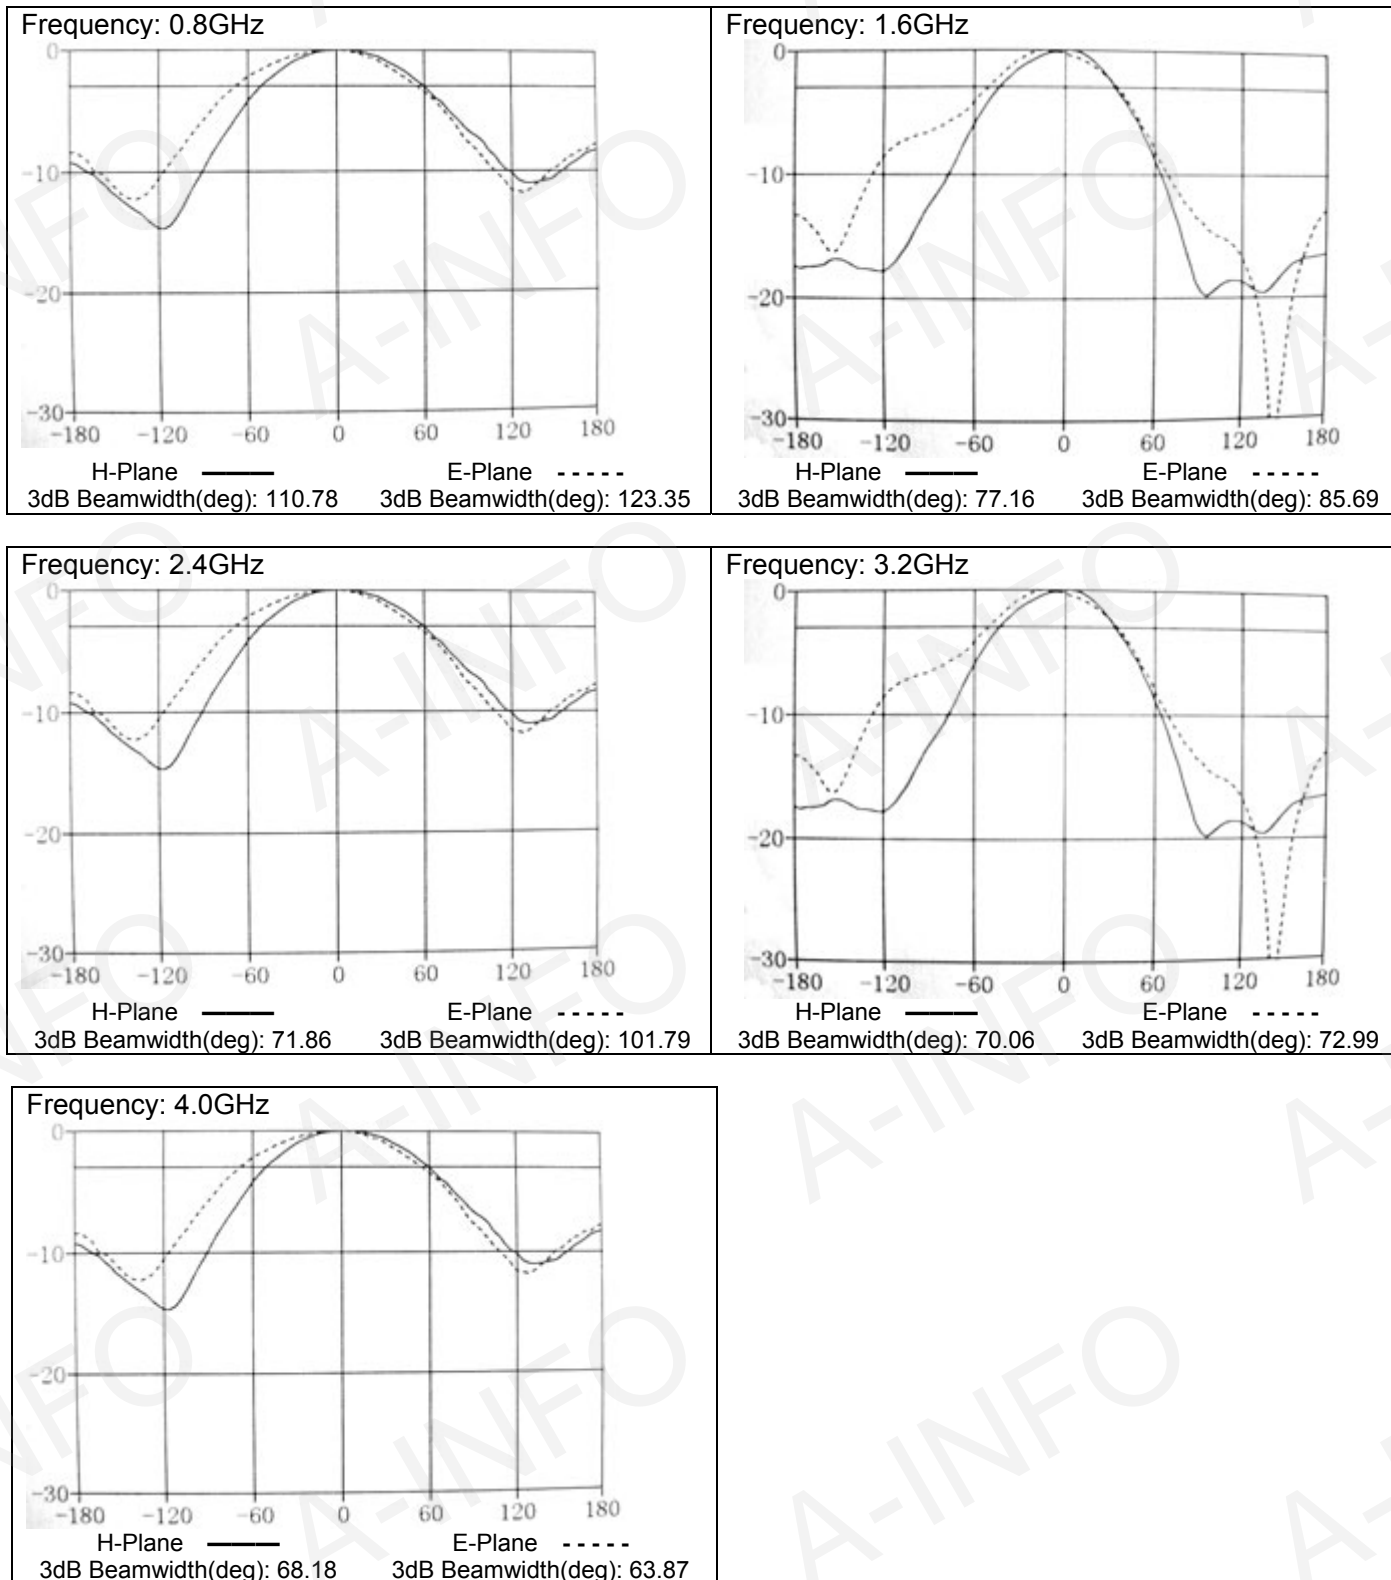 Frequency: 0.8GHz
0
-10
-20
-30
-180 -120 -60 0 60 120 180
H-Plane E-Plane
3dB Beamwidth(deg): 110.78 3dB Beamwidth(deg): 123.35
Frequency: 1.6GHz
0
-10
-20
-30
-180 -120 -60 0 60 120 180
H-Plane E-Plane
3dB Beamwidth(deg): 77.16 3dB Beamwidth(deg): 85.69
Frequency: 2.4GHz
0
-10
-20
-30
-180 -120 -60 0 60 120 180
H-Plane E-Plane
3dB Beamwidth(deg): 71.86 3dB Beamwidth(deg): 101.79
Frequency: 3.2GHz
0
-10
-20
-30
-180 -120 -60 0 60 120 180
H-Plane E-Plane
3dB Beamwidth(deg): 70.06 3dB Beamwidth(deg): 72.99
Frequency: 4.0GHz
0
-10
-20
-30
-180 -120 -60 0 60 120 180
H-Plane E-Plane
3dB Beamwidth(deg): 68.18 3dB Beamwidth(deg): 63.87
A-INFO
A-INFO
A-INFO
A-INFO
A-INFO
A-INFO
A-INFO